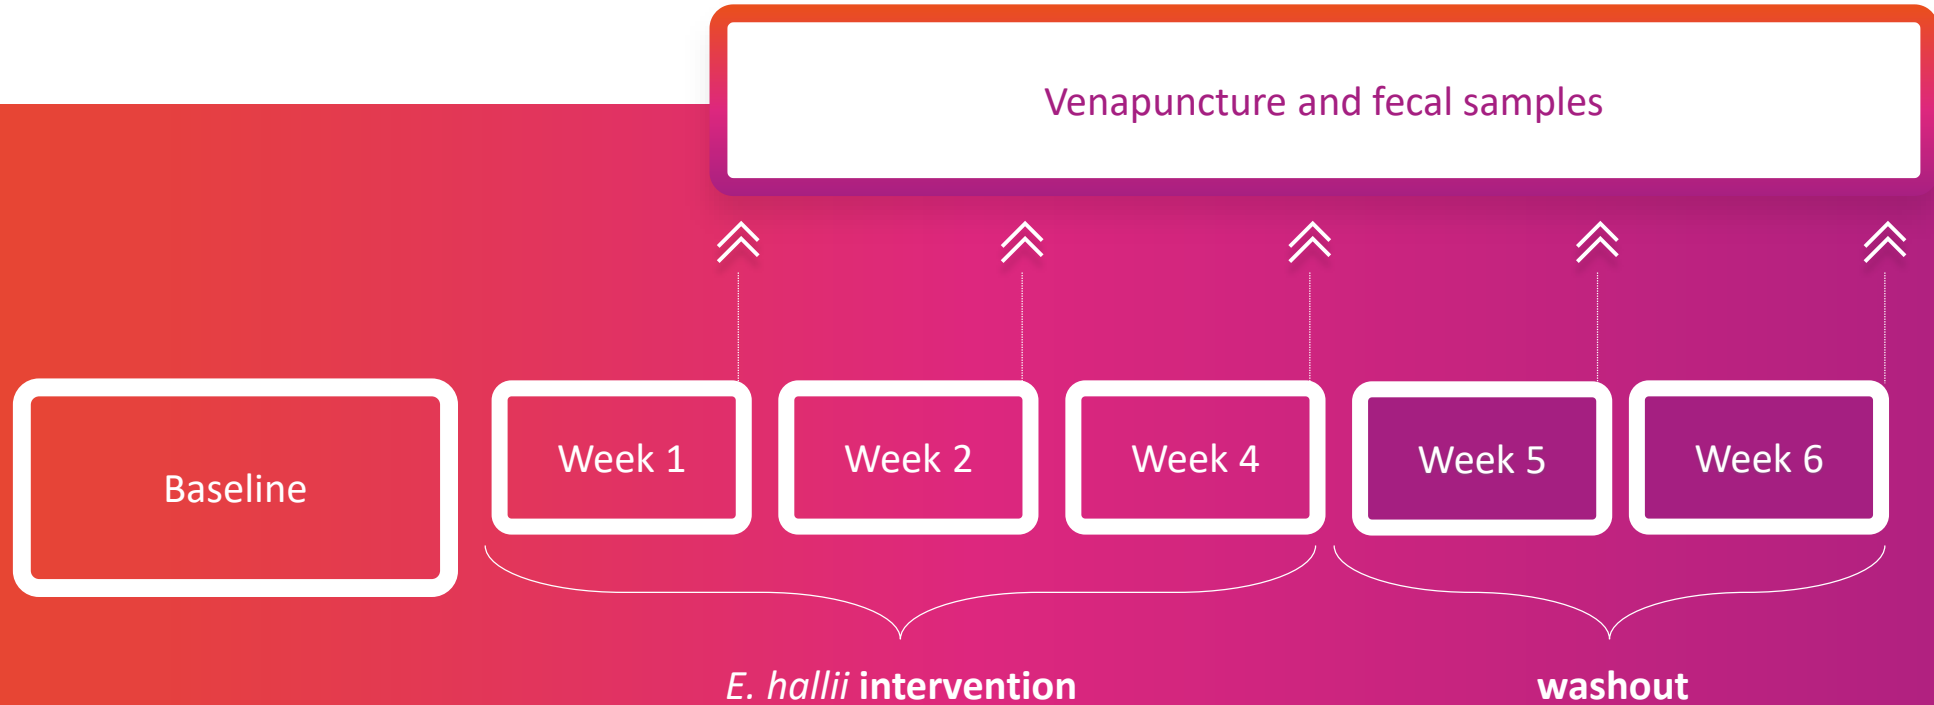 Venapuncture and fecal samples
Baseline
Week 1
Week 2
Week 4
Week 5
Week 6
E. hallii intervention
washout